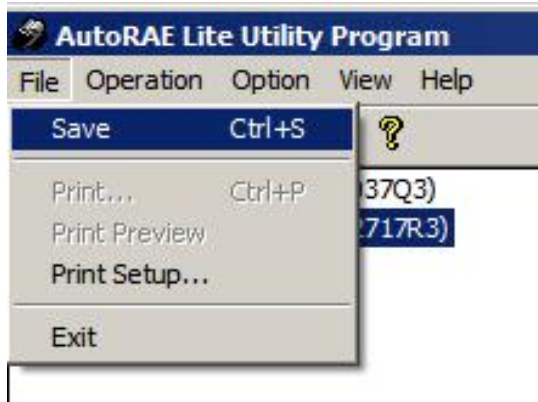 AutoRAE Lite Utility Program
File Operation Option View Help
Save Ctrl+S
Print... Ctrl+P
037Q3)
Print Preview
2717R3)
Print Setup...
Exit